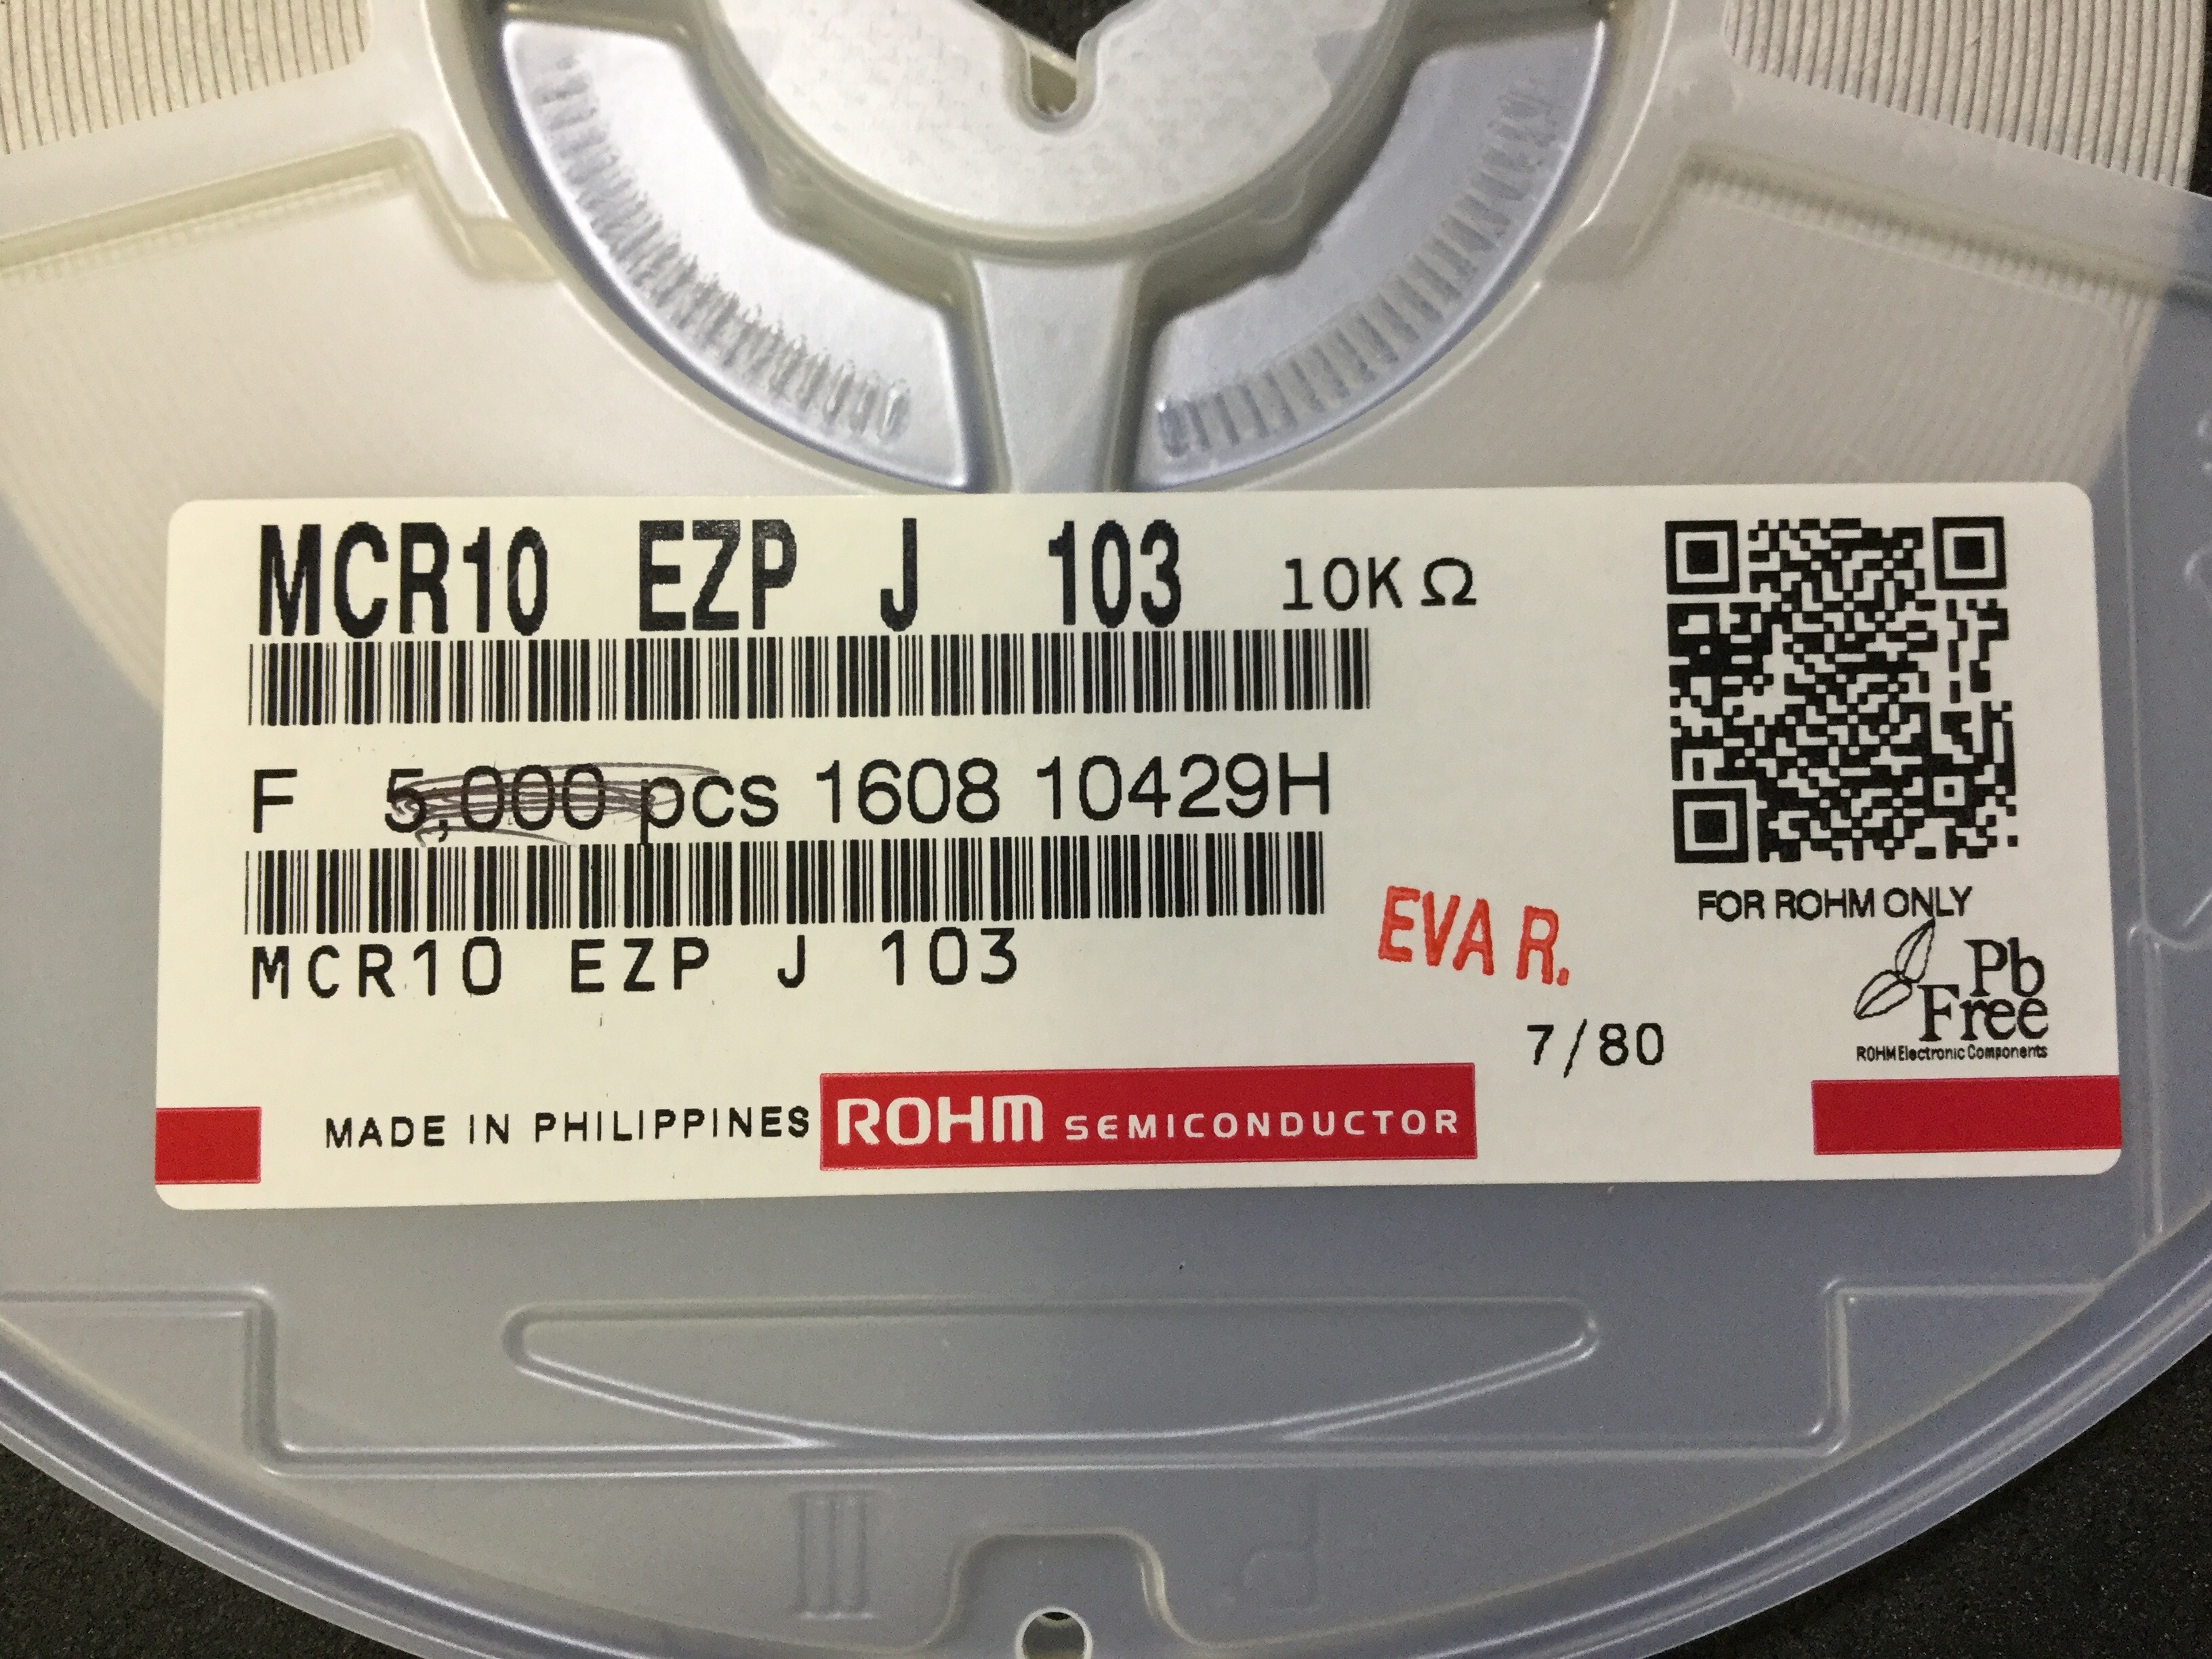 MCR10 EZP J 103 10KΩ
F 5,000 pcs 1608 10429H
MCR10 EZP J 103
EVA R.
7/80
FOR ROHM ONLY
Pb
Free
ROHM Electronic Components
MADE IN PHILIPPINES ROHM SEMICONDUCTOR